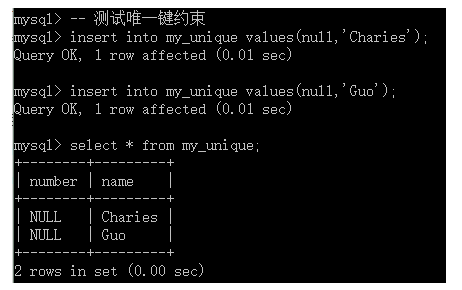 mysql> -- 测试唯一键约束
mysql> insert into my_unique values(null,'Charies');
Query OK, 1 row affected (0.01 sec)
mysql> insert into my_unique values(null,'Guo');
Query OK, 1 row affected (0.01 sec)
mysql> select * from my_unique;
+--------+---------+
| number | name    |
+--------+---------+
| NULL   | Charies |
| NULL   | Guo     |
+--------+---------+
2 rows in set (0.00 sec)